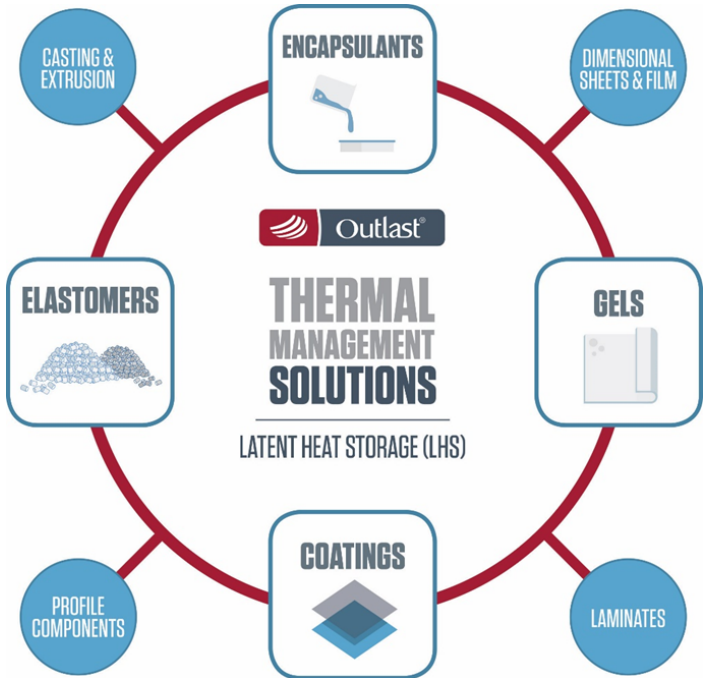 CASTING &
EXTRUSION
ENCAPSULANTS
DIMENSIONAL
SHEETS & FILM
Outlast®
ELASTOMERS
THERMAL
MANAGEMENT
SOLUTIONS
GELS
LATENT HEAT STORAGE (LHS)
COATINGS
PROFILE
COMPONENTS
LAMINATES